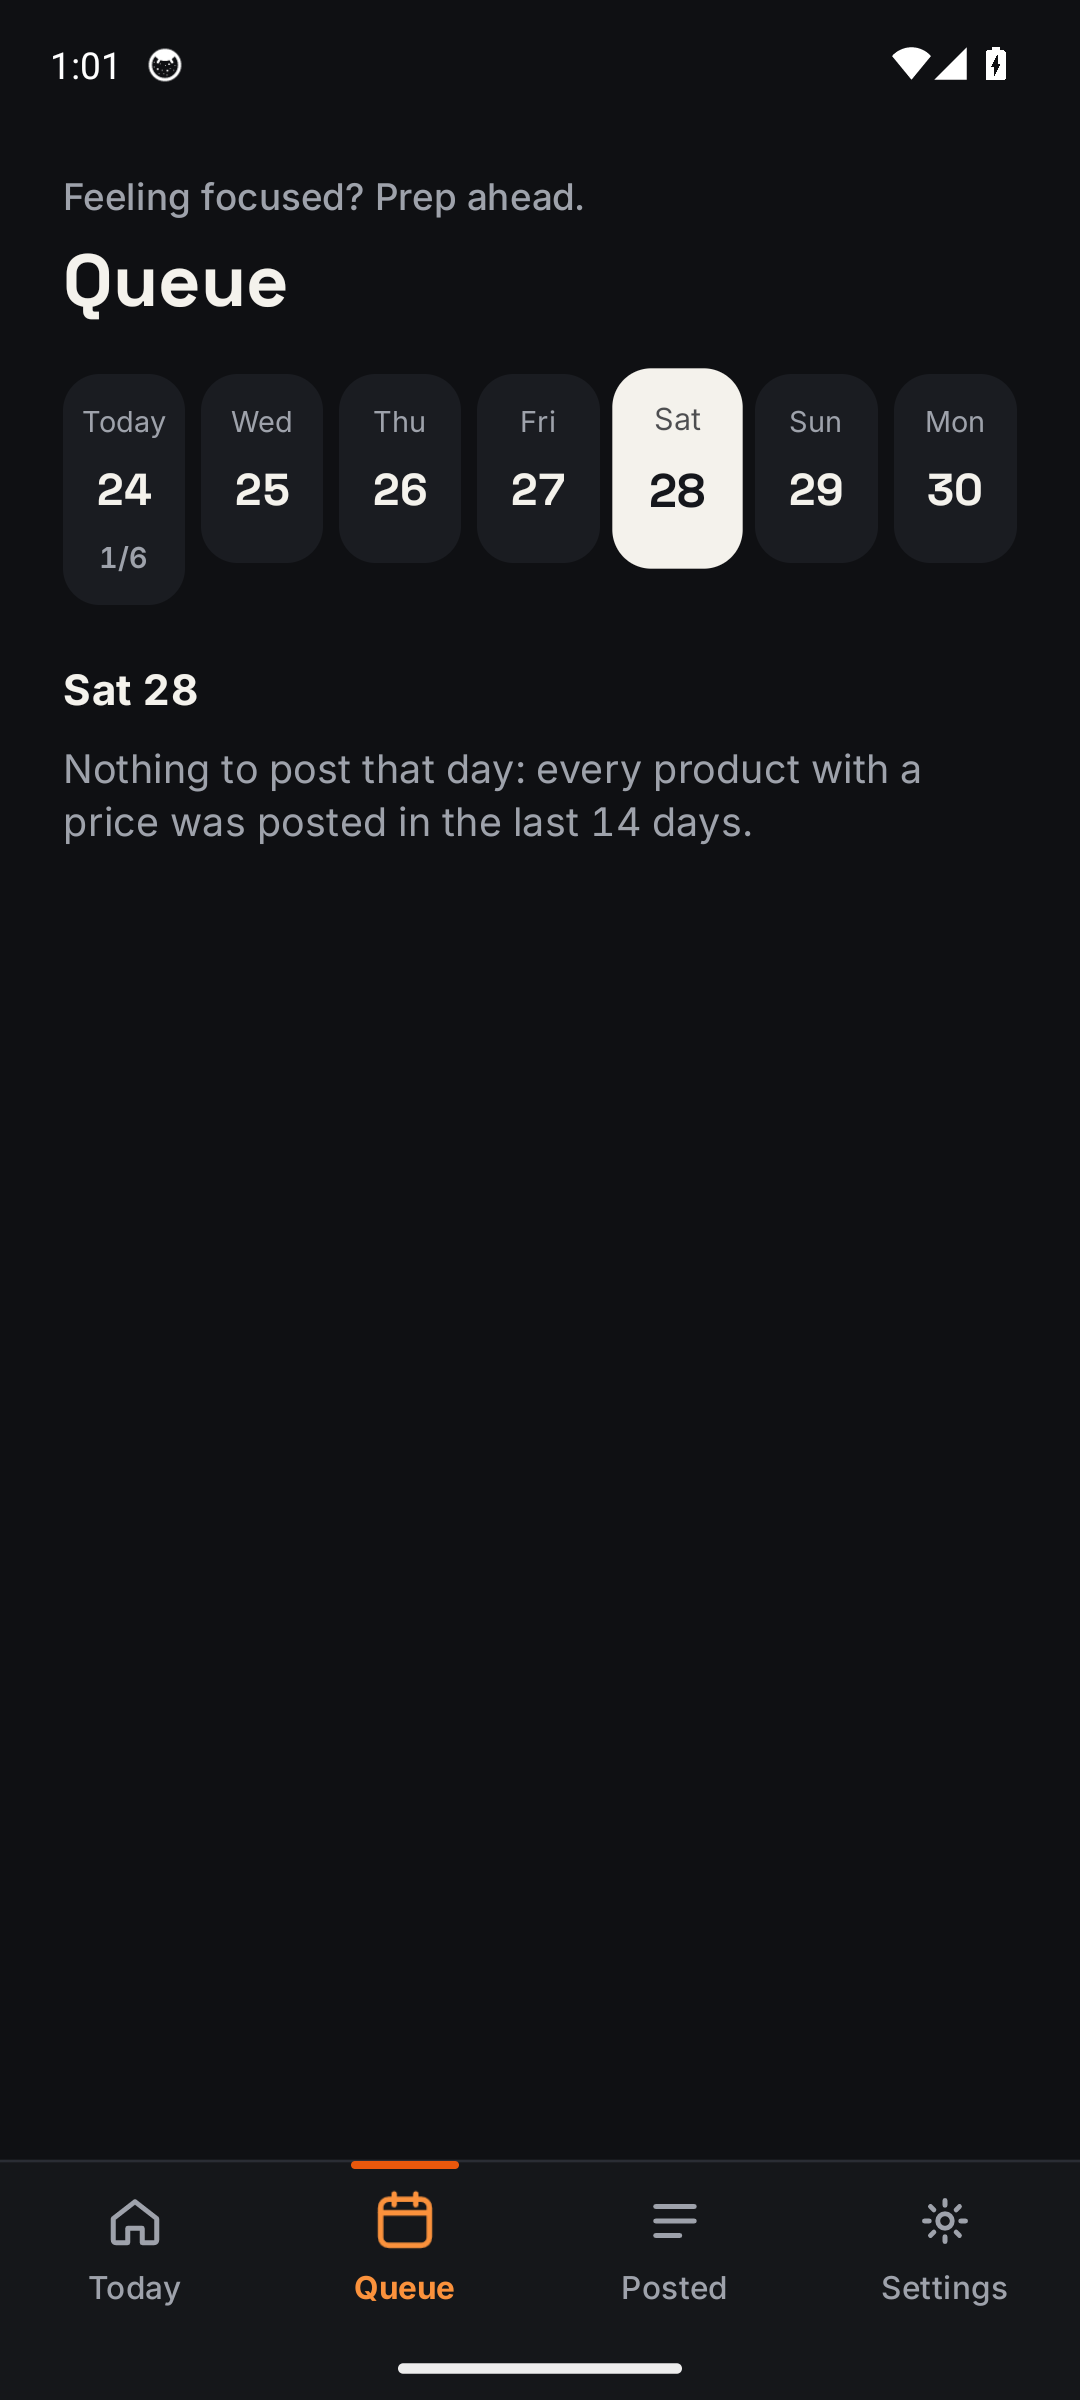 1:01
Feeling focused? Prep ahead.
Queue
Today Wed Thu Fri Sat Sun Mon
24 25 26 27 28 29 30
1/6
Sat 28
Nothing to post that day: every product with a
price was posted in the last 14 days.
Today Queue Posted Settings